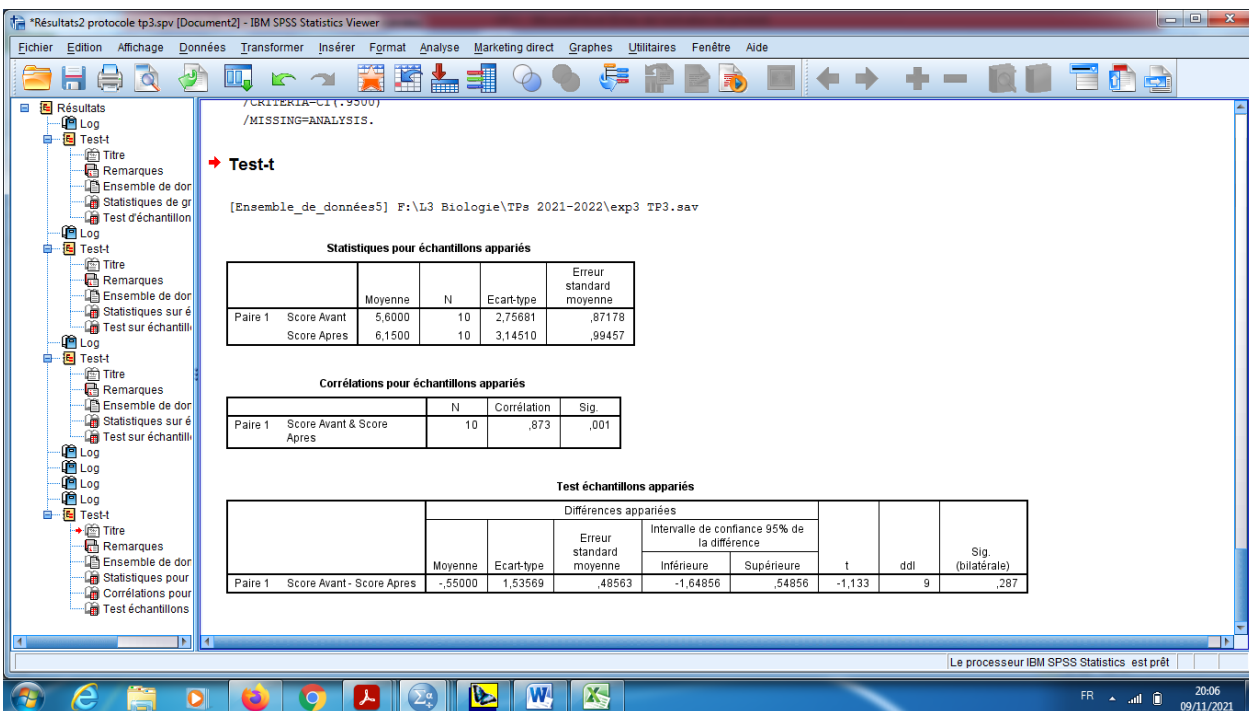 *Résultats2 protocole tp3.spv [Document2] - IBM SPSS Statistics Viewer
Fichier Edition Affichage Données Transformer Insérer Format Analyse Marketing direct Graphes Utilitaires Fenêtre Aide
Résultats
Log
Test-t
Titre
Remarques
Ensemble de don
Statistiques de gr
Test d'échantillon
Log
Test-t
Titre
Remarques
Ensemble de don
Statistiques sur é
Test sur échantill
Log
Test-t
Titre
Remarques
Ensemble de don
Statistiques sur é
Test sur échantill
Log
Log
Log
Log
Test-t
Titre
Remarques
Ensemble de don
Statistiques pour
Corrélations pour
Test échantillons
/CRITERIA=CI(.9500)
/MISSING=ANALYSIS.
Test-t
[Ensemble_de_données5] F:\L3 Biologie\TPs 2021-2022\exp3 TP3.sav
Statistiques pour échantillons appariés
Moyenne N Ecart-type Erreur standard moyenne
Paire 1 Score Avant 5,6000 10 2,75681 ,87178
Score Apres 6,1500 10 3,14510 ,99457
Corrélations pour échantillons appariés
N Corrélation Sig.
Paire 1 Score Avant & Score Apres 10 ,873 ,001
Test échantillons appariés
Différences appariées
Moyenne Ecart-type Erreur standard moyenne Intervalle de confiance 95% de la différence Inférieure Supérieure t ddl Sig. (bilatérale)
Paire 1 Score Avant - Score Apres -,55000 1,53569 ,48563 -1,64856 ,54856 -1,133 9 ,287
Le processeur IBM SPSS Statistics est prêt
FR 20:06
09/11/2021